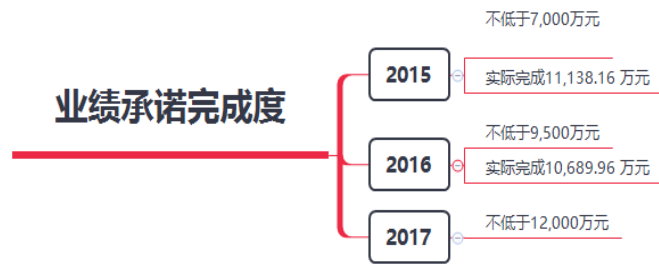 业绩承诺完成度
2015
不低于7,000万元
实际完成11,138.16 万元
2016
不低于9,500万元
实际完成10,689.96 万元
2017
不低于12,000万元